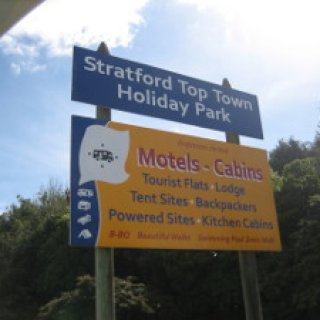 Stratford Top Town
Holiday Park
Motels - Cabins
Tourist Flats · Lodge
Tent Sites · Backpackers
Powered Sites · Kitchen Cabins
B-BQ Beautiful Walks Swimming Pool